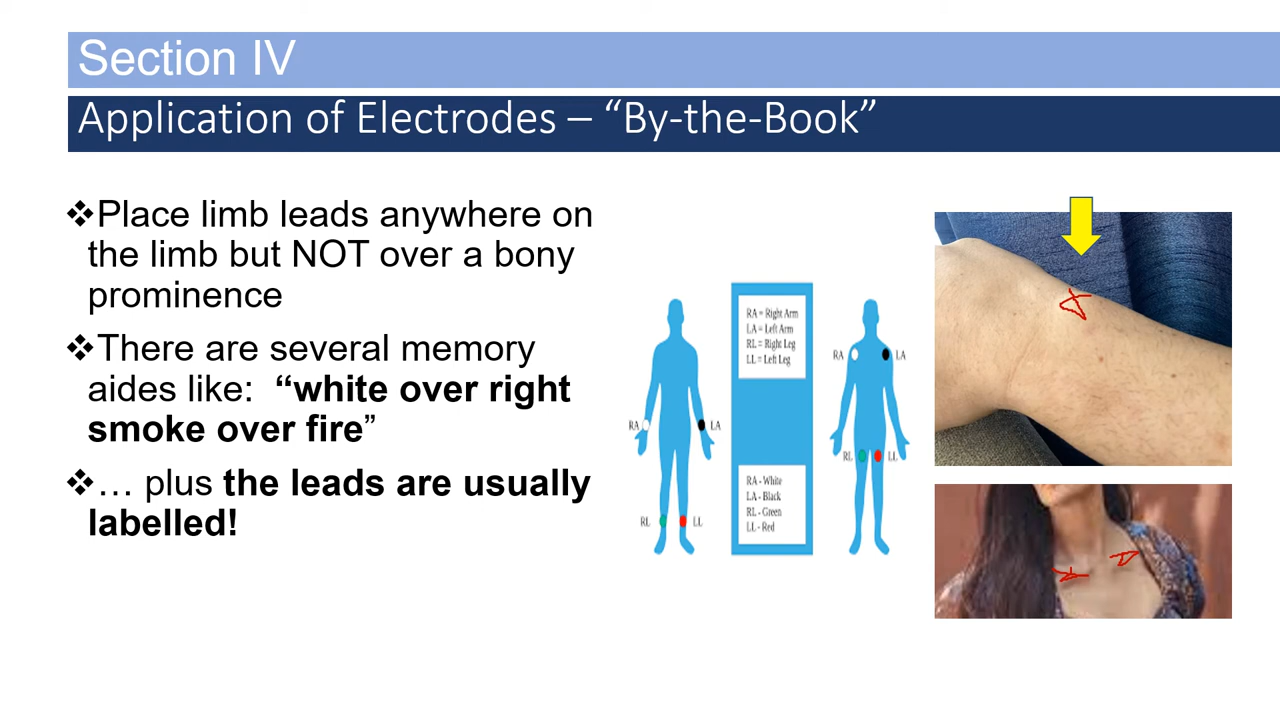 Section IV
Application of Electrodes – “By-the-Book”
❖Place limb leads anywhere on
the limb but NOT over a bony
prominence
❖There are several memory
aides like:  “white over right
smoke over fire”
❖… plus the leads are usually
labelled!
RA = Right Arm
LA = Left Arm
RL = Right Leg
LL = Left Leg
RA
LA
RL
LL
RA - White
LA - Black
RL - Green
LL - Red
RA
LA
RL
LL